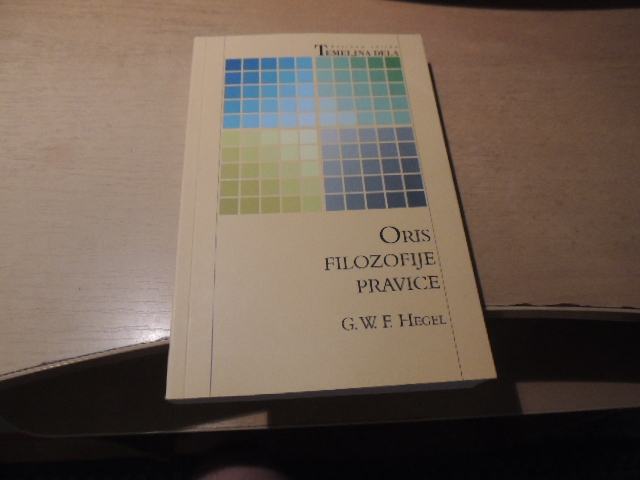 TEMELJNA DELA
ORIS
FILOZOFIJE
PRAVICE
G. W. F. HEGEL